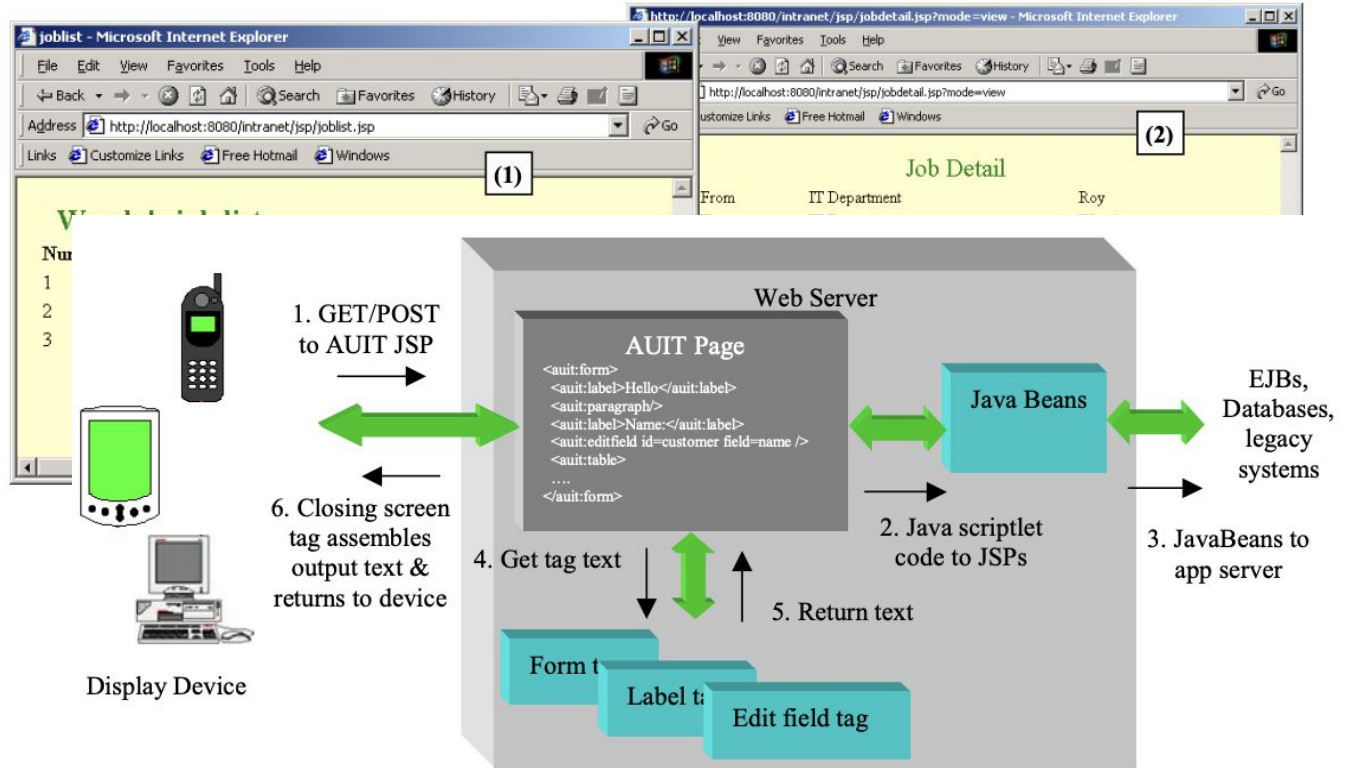 joblist - Microsoft Internet Explorer
File Edit View Favorites Tools Help
Back Search Favorites History
Address http://localhost:8080/intranet/jsp/joblist.jsp Go
Links Customize Links Free Hotmail Windows
(1)
Num
1
2
3
http://localhost:8080/intranet/jsp/jobdetail.jsp?mode=view - Microsoft Internet Explorer
View Favorites Tools Help
Search Favorites History
http://localhost:8080/intranet/jsp/jobdetail.jsp?mode=view Go
Customize Links Free Hotmail Windows
(2)
Job Detail
From IT Department Roy
Web Server
1. GET/POST
to AUIT JSP
AUIT Page
<auit:form>
<auit:label>Hello</auit:label>
<auit:paragraph/>
<auit:label>Name:</auit:label>
<auit:editfield id=customer field=name />
<auit:table>
….
</auit:form>
Java Beans
EJBs,
Databases,
legacy
systems
6. Closing screen
tag assembles
output text &
returns to device
4. Get tag text
5. Return text
2. Java scriptlet
code to JSPs
3. JavaBeans to
app server
Display Device
Form t
Label ta
Edit field tag